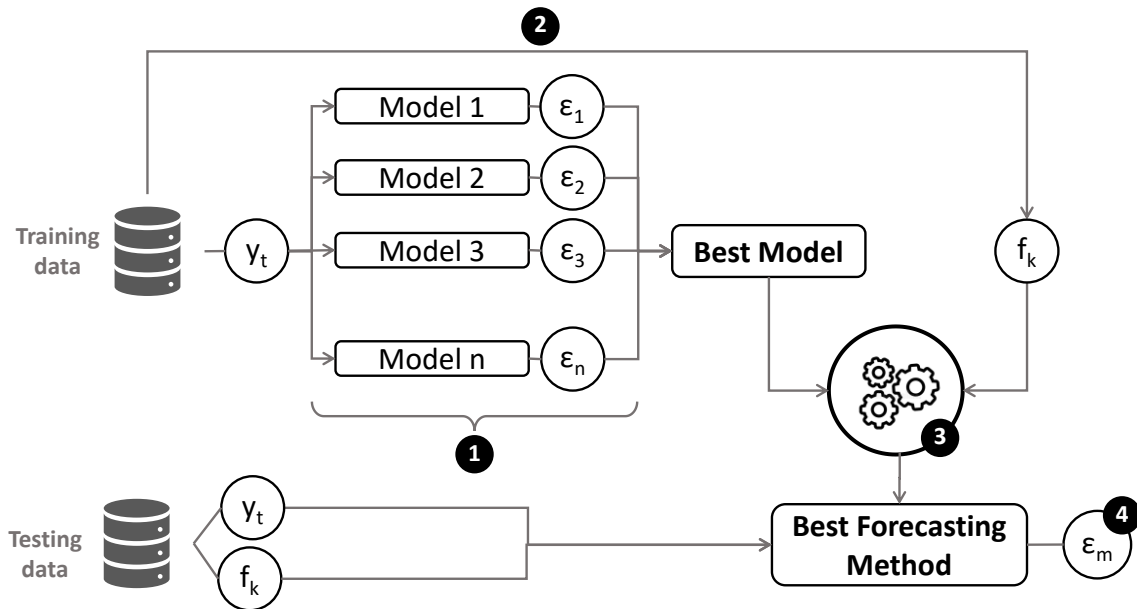 2
Model 1
ε1
Model 2
ε2
Training
data
yt
Model 3
ε3
Best Model
fk
Model n
εn
1
3
Testing
data
yt
fk
Best Forecasting
Method
4
εm